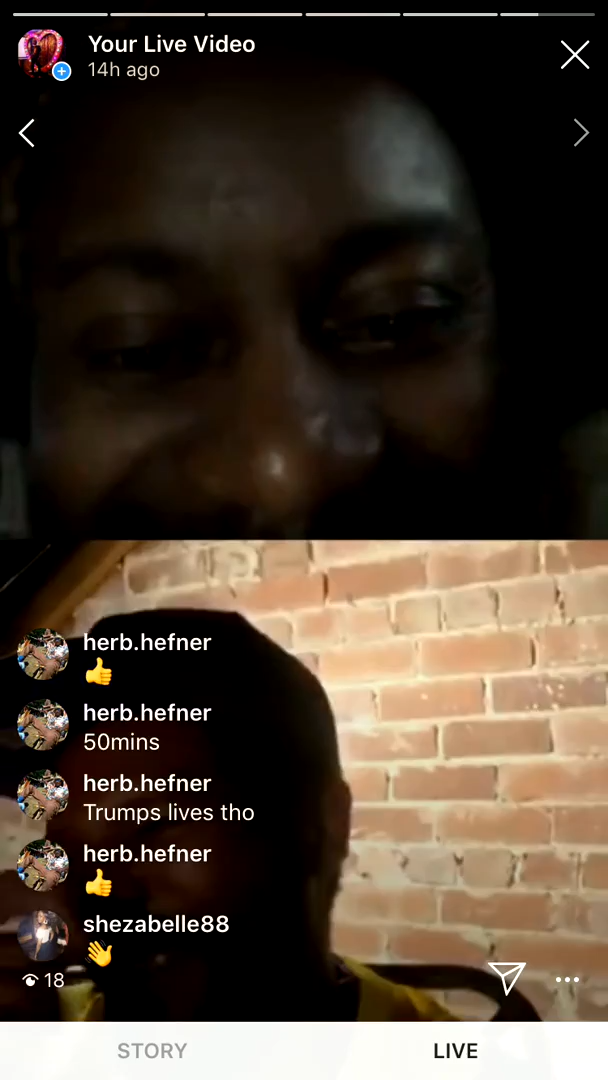 Your Live Video
14h ago
herb.hefner
👍
herb.hefner
50mins
herb.hefner
Trumps lives tho
herb.hefner
👍
shezabelle88
👋
18
STORY
LIVE